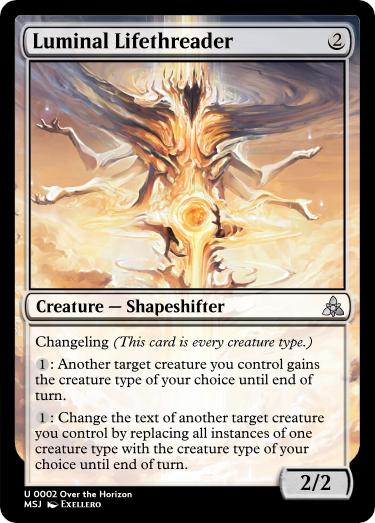 Luminal Lifethreader 2
Creature — Shapeshifter
Changeling (This card is every creature type.)
1 : Another target creature you control gains
the creature type of your choice until end of
turn.
1 : Change the text of another target creature
you control by replacing all instances of one
creature type with the creature type of your
choice until end of turn.
2/2
U 0002 Over the Horizon
MSJ Exellero